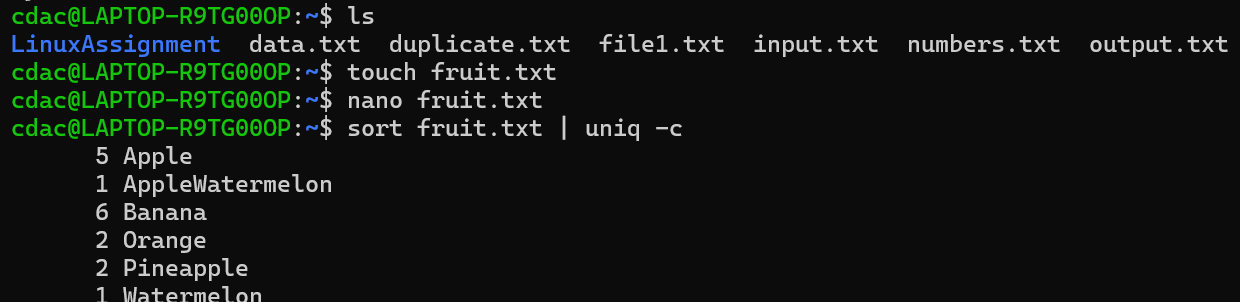 cdac@LAPTOP-R9TG00OP:~$ ls
LinuxAssignment  data.txt  duplicate.txt  file1.txt  input.txt  numbers.txt  output.txt
cdac@LAPTOP-R9TG00OP:~$ touch fruit.txt
cdac@LAPTOP-R9TG00OP:~$ nano fruit.txt
cdac@LAPTOP-R9TG00OP:~$ sort fruit.txt | uniq -c
      5 Apple
      1 AppleWatermelon
      6 Banana
      2 Orange
      2 Pineapple
      1 Watermelon